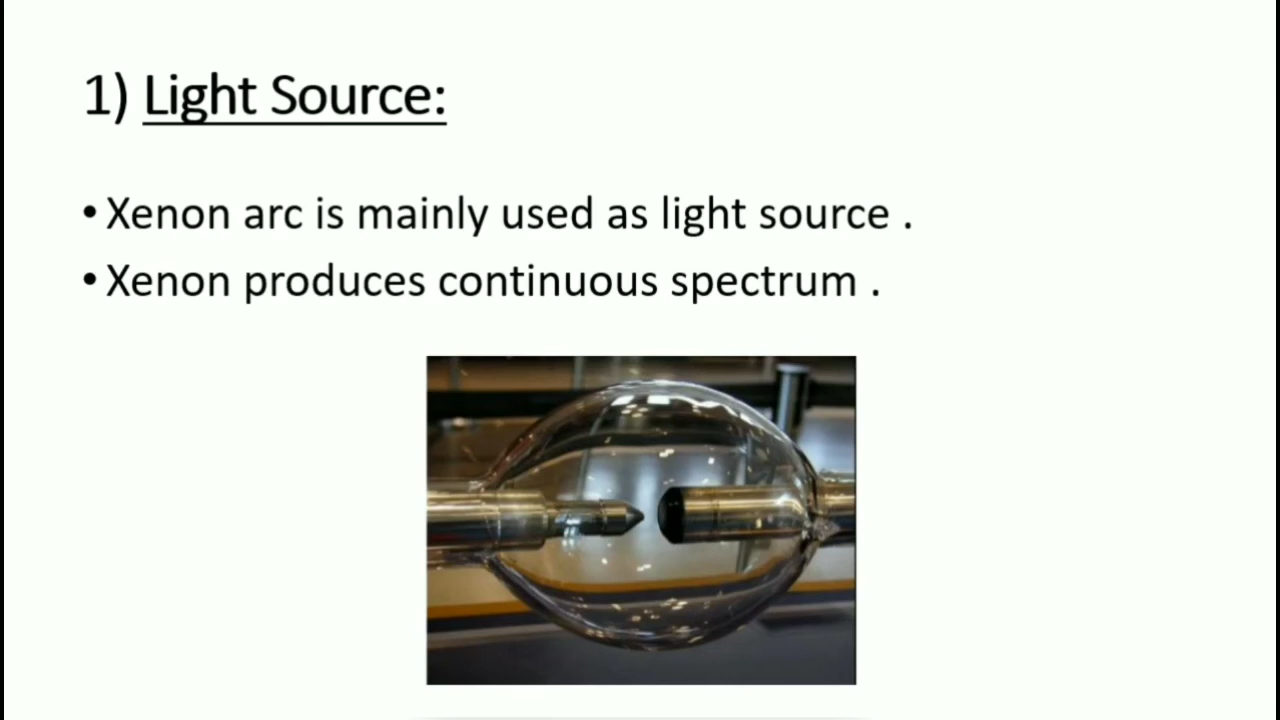 1) Light Source:
• Xenon arc is mainly used as light source .
• Xenon produces continuous spectrum .